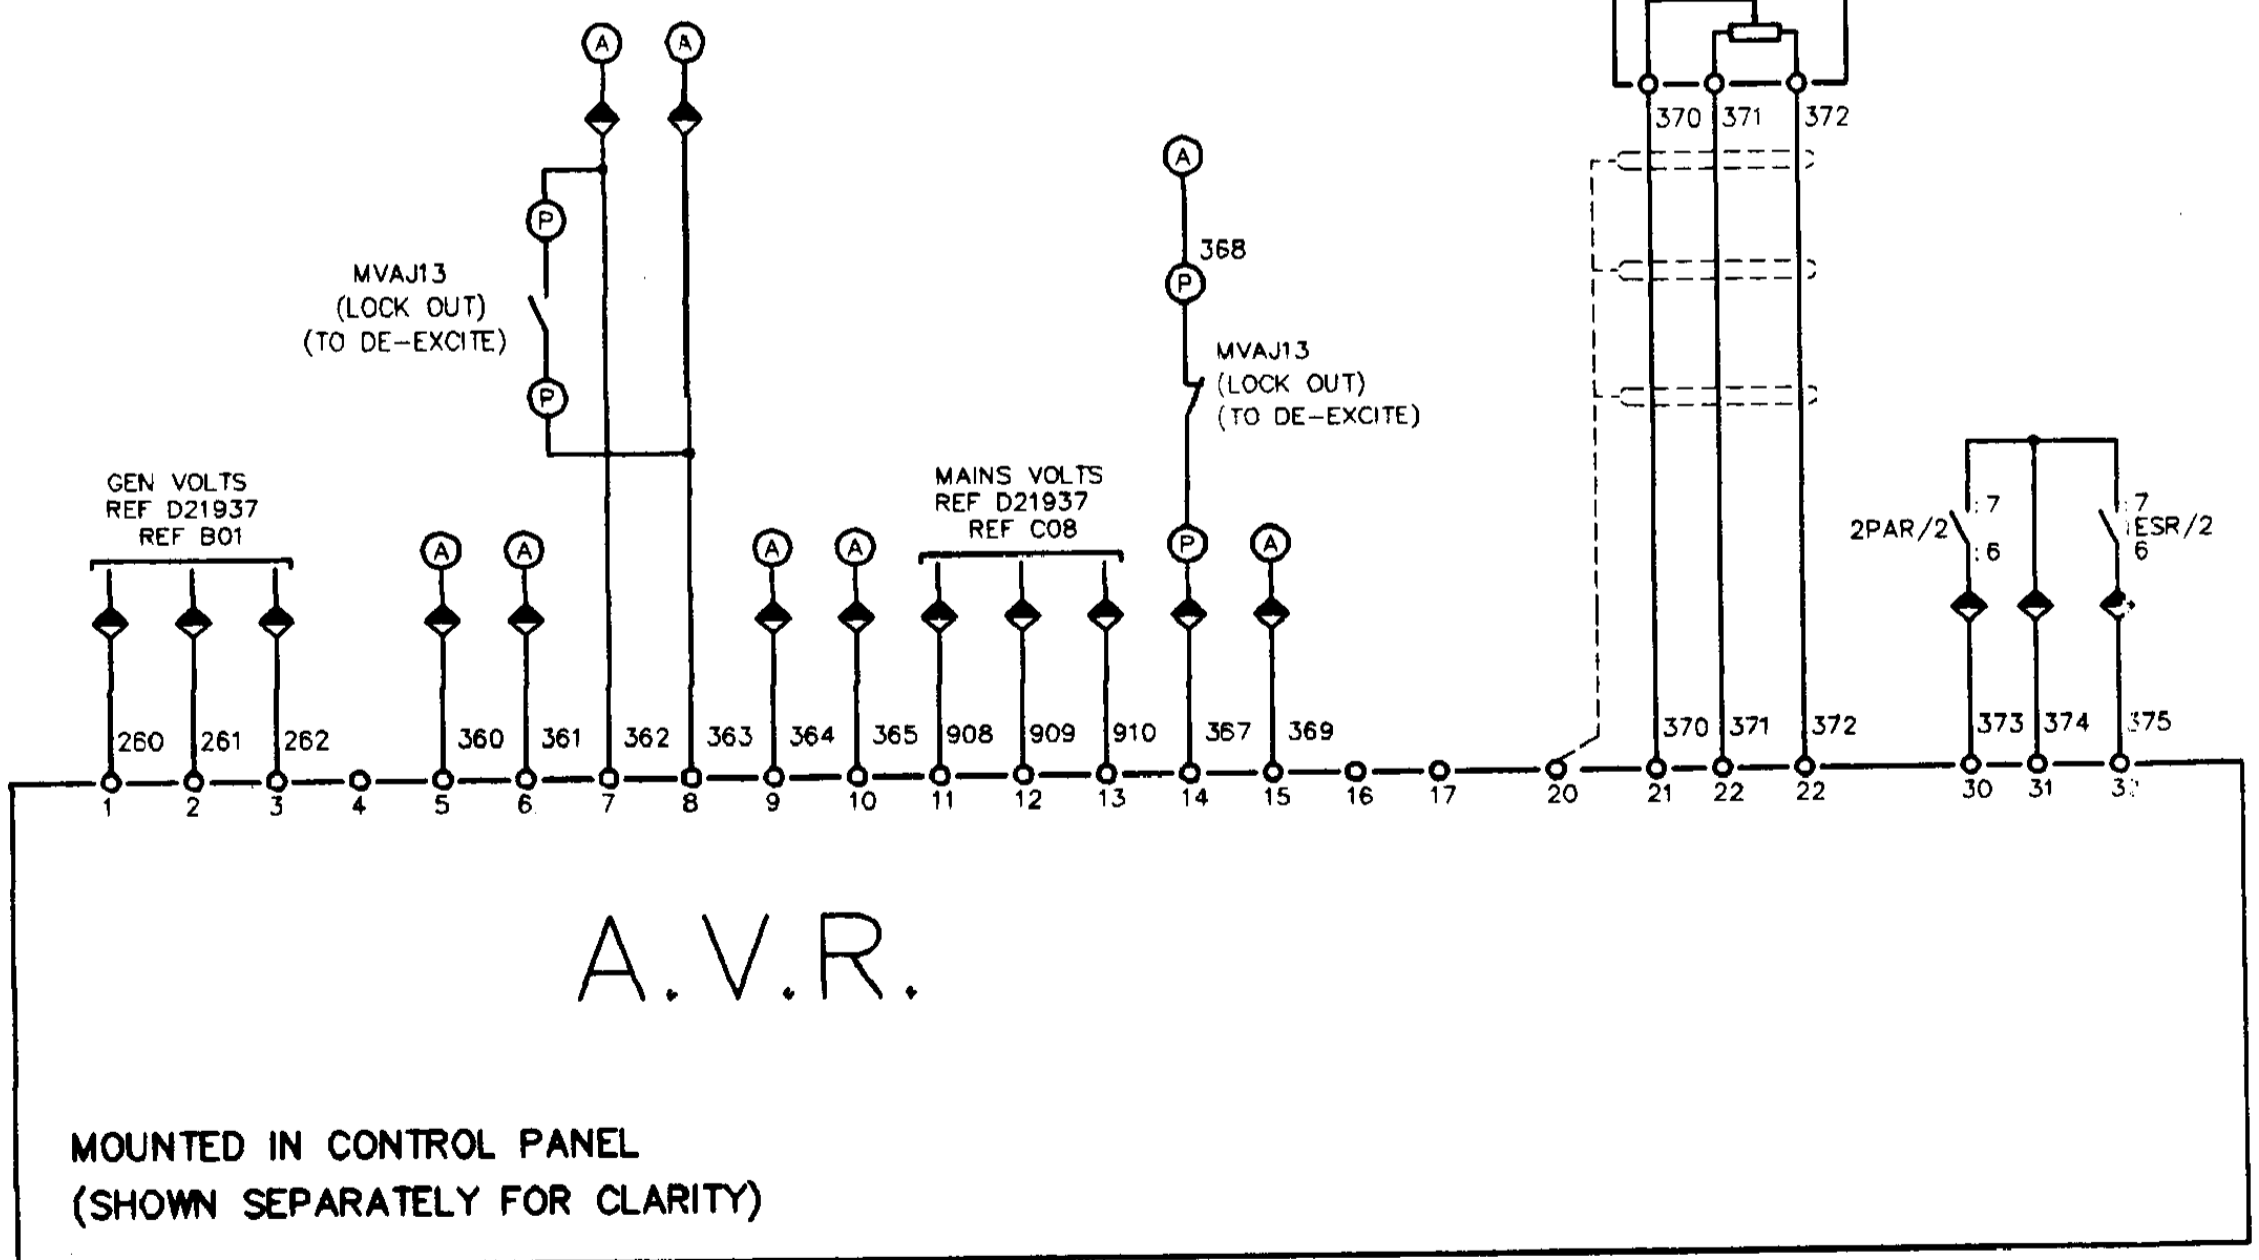 A A
370 371 372
A
P
368
MVAJ13
(LOCK OUT)
(TO DE-EXCITE)
P
MVAJ13
(LOCK OUT)
(TO DE-EXCITE)
P
GEN VOLTS
REF D21937
REF B01
MAINS VOLTS
REF D21937
REF C08
A A A A P A
2PAR/2 :7 :6
:7 ESR/2 6
260 261 262 360 361 362 363 364 365 908 909 910 367 369 370 371 372 373 374 375
1 2 3 4 5 6 7 8 9 10 11 12 13 14 15 16 17 20 21 22 22 30 31
A.V.R.
MOUNTED IN CONTROL PANEL
(SHOWN SEPARATELY FOR CLARITY)